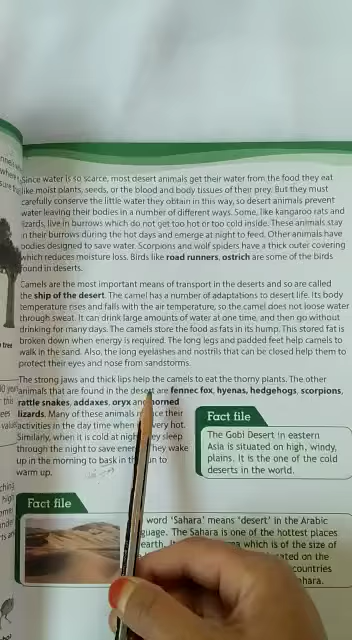 Since water is so scarce, most desert animals get their water from the food they eat
like moist plants, seeds, or the blood and body tissues of their prey. But they must
carefully conserve the little water they obtain in this way, so desert animals prevent
water leaving their bodies in a number of different ways. Some, like kangaroo rats and
lizards, live in burrows which do not get too hot or too cold inside. These animals stay
in their burrows during the hot days and emerge at night to feed. Other animals have
bodies designed to save water. Scorpions and wolf spiders have a thick outer covering
which reduces moisture loss. Birds like road runners, ostrich are some of the birds
found in deserts.
Camels are the most important means of transport in the deserts and so are called
the ship of the desert. The camel has a number of adaptations to desert life. Its body
temperature rises and falls with the air temperature, so the camel does not loose water
through sweat. It can drink large amounts of water at one time, and then go without
drinking for many days. The camels store the food as fats in its hump. This stored fat is
broken down when energy is required. The long legs and padded feet help camels to
walk in the sand. Also, the long eyelashes and nostrils that can be closed help them to
protect their eyes and nose from sandstorms.
The strong jaws and thick lips help the camels to eat the thorny plants. The other
animals that are found in the desert are fennec fox, hyenas, hedgehogs, scorpions,
rattle snakes, addaxes, oryx and horned
lizards. Many of these animals their
activities in the day time when very hot.
Similarly, when it is cold at night sleep
through the night to save energy They wake
up in the morning to bask in to
warm up.
Fact file
The Gobi Desert in eastern
Asia is situated on high, windy,
plains. It is the one of the cold
deserts in the world.
Fact file
word 'Sahara' means 'desert' in the Arabic
The Sahara is one of the hottest places
earth. which is of the size of
on the
countries